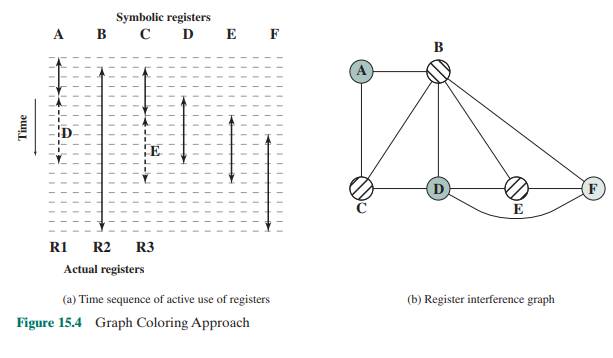 Symbolic registers
A B C D E F
Time
D
E
R1 R2 R3
Actual registers
(a) Time sequence of active use of registers
A
B
C
D
E
F
(b) Register interference graph
Figure 15.4 Graph Coloring Approach